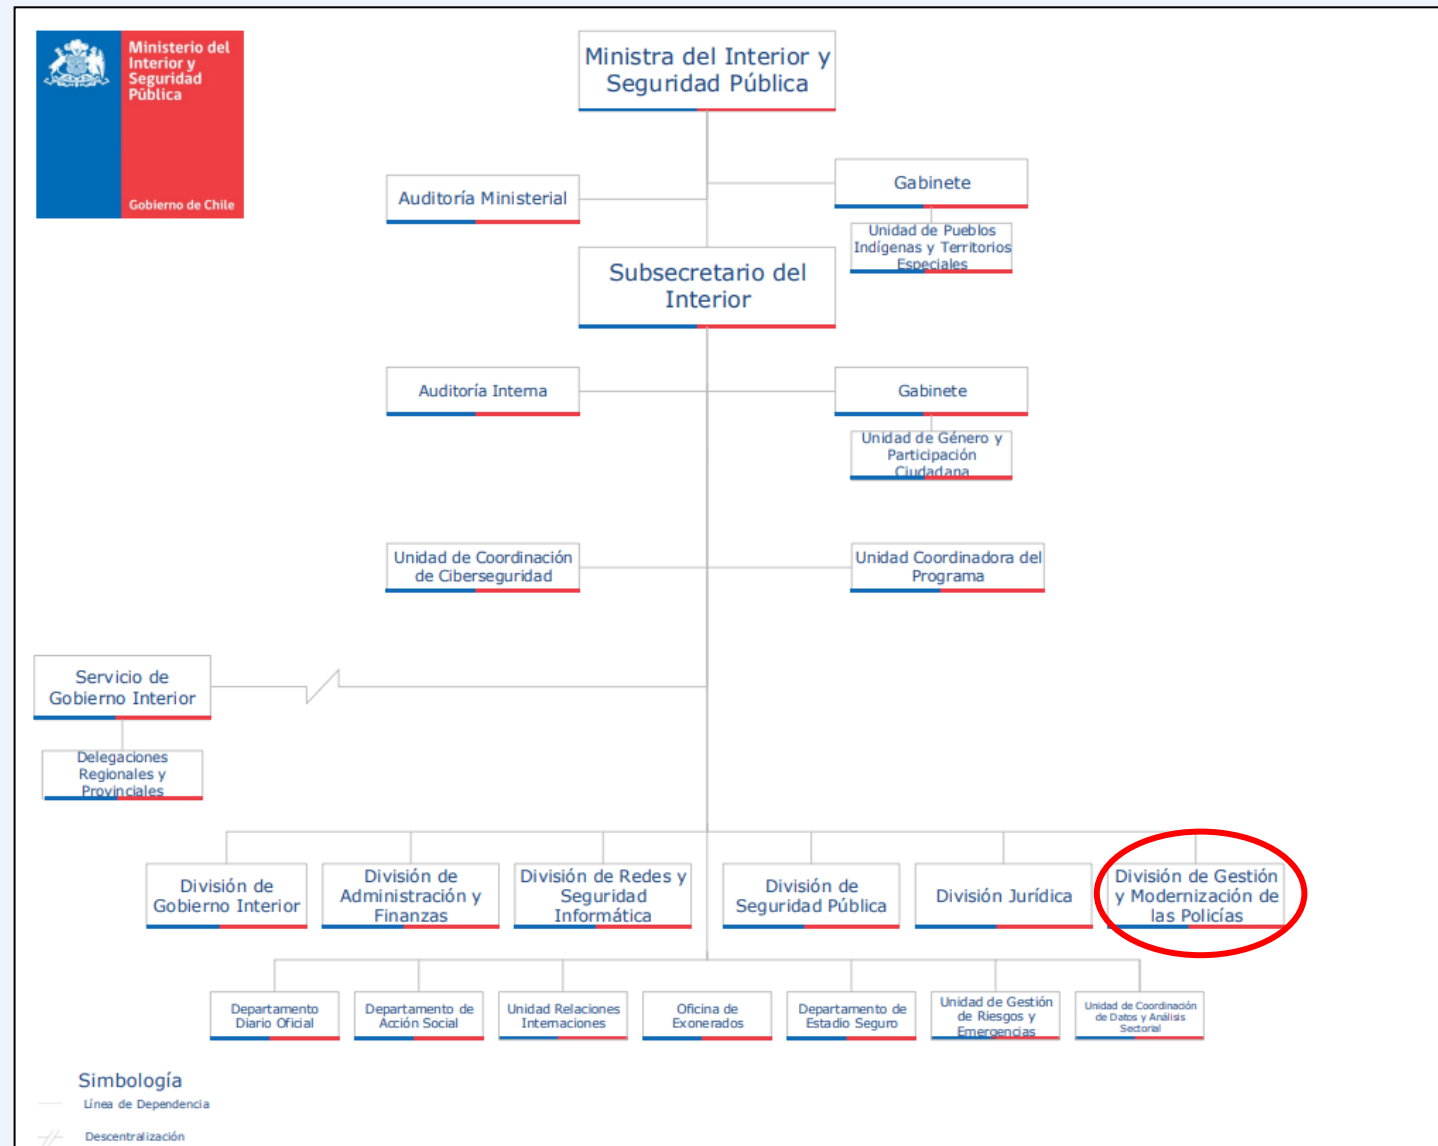 Ministerio del
Interior y
Seguridad
Pública
Gobierno de Chile
Ministra del Interior y
Seguridad Pública
Auditoría Ministerial
Gabinete
Unidad de Pueblos
Indígenas y Territorios
Especiales
Subsecretario del
Interior
Auditoría Interna
Gabinete
Unidad de Género y
Participación
Ciudadana
Unidad de Coordinación
de Ciberseguridad
Unidad Coordinadora del
Programa
Servicio de
Gobierno Interior
Delegaciones
Regionales y
Provinciales
División de
Gobierno Interior
División de
Administración y
Finanzas
División de Redes y
Seguridad
Informática
División de
Seguridad Pública
División Jurídica
División de Gestión
y Modernización de
las Policías
Departamento
Diario Oficial
Departamento de
Acción Social
Unidad Relaciones
Internaciones
Oficina de
Exonerados
Departamento de
Estadio Seguro
Unidad de Gestión
de Riesgos y
Emergencias
Unidad de Coordinación
de Datos y Análisis
Sectorial
Simbología
Línea de Dependencia
Descentralización